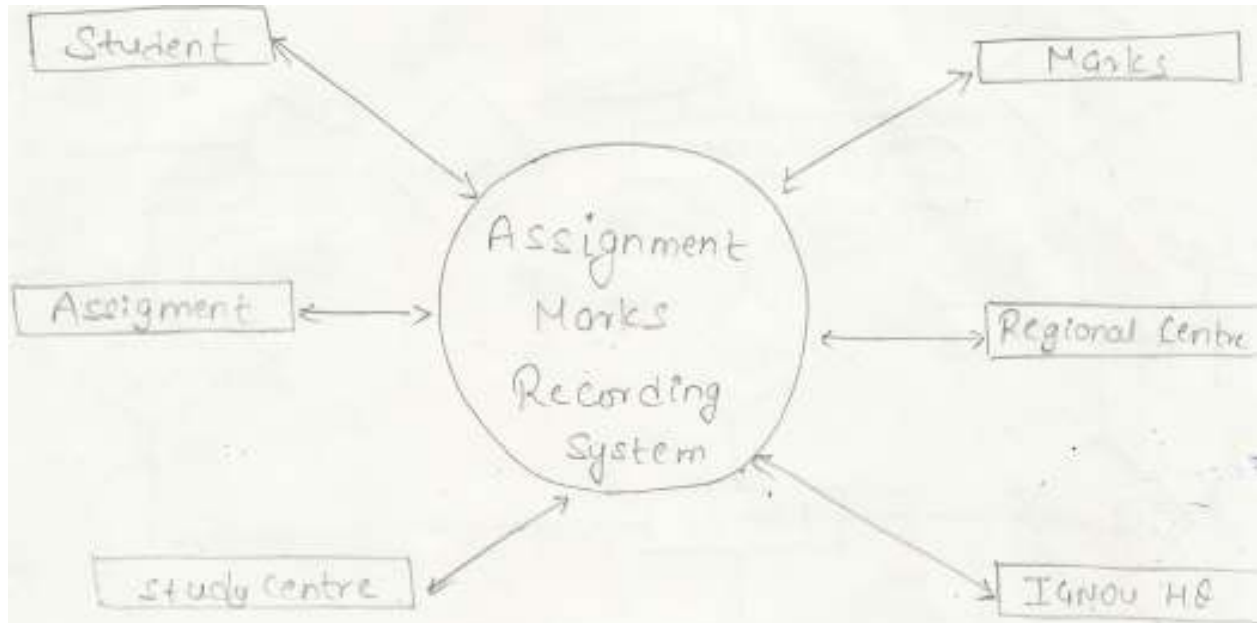 Student
Marks
Assignment
Marks
Recording
System
Assigment
Regional Centre
Study Centre
IGNOU HQ